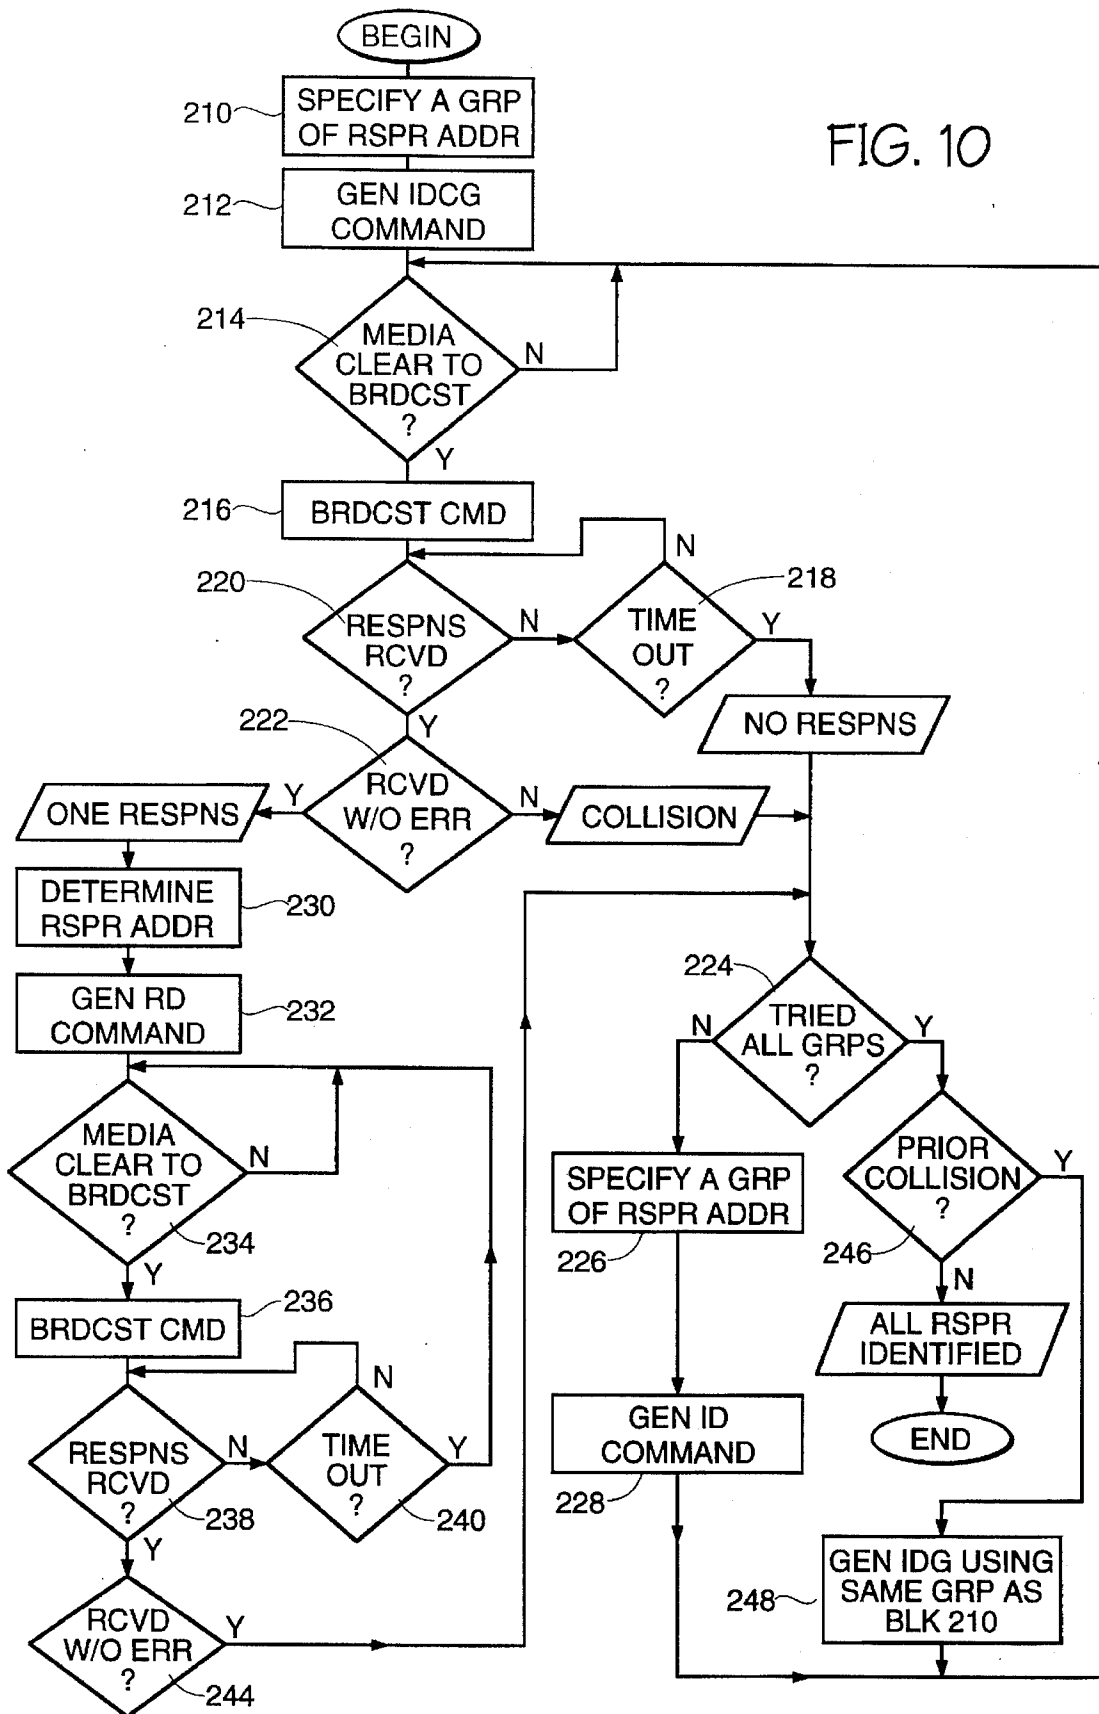 BEGIN
210
SPECIFY A GRP
OF RSPR ADDR
FIG. 10
212
GEN IDCG
COMMAND
214
MEDIA
CLEAR TO
BRDCST
?
N
Y
216
BRDCST CMD
220
RESPNS
RCVD
?
N
Y
218
TIME
OUT
?
N
Y
NO RESPNS
222
RCVD
W/O ERR
?
Y
N
ONE RESPNS
COLLISION
DETERMINE
RSPR ADDR
230
GEN RD
COMMAND
232
MEDIA
CLEAR TO
BRDCST
?
N
234
Y
BRDCST CMD
236
RESPNS
RCVD
?
N
238
Y
TIME
OUT
?
N
Y
240
RCVD
W/O ERR
?
Y
244
224
TRIED
ALL GRPS
?
N
Y
SPECIFY A GRP
OF RSPR ADDR
226
GEN ID
COMMAND
228
PRIOR
COLLISION
?
Y
246
N
ALL RSPR
IDENTIFIED
END
248
GEN IDG USING
SAME GRP AS
BLK 210